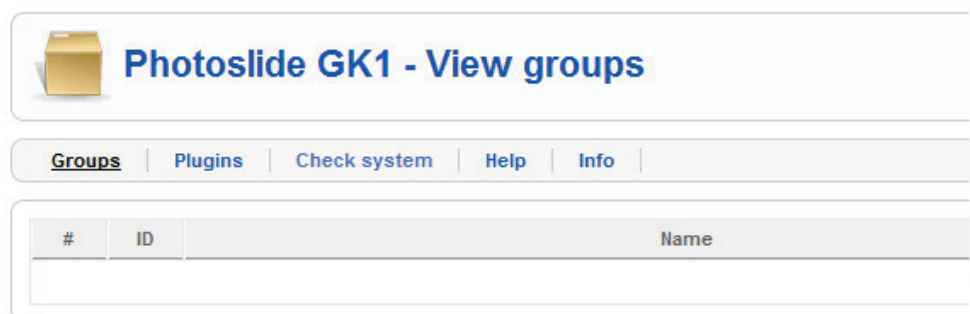 Photoslide GK1 - View groups
Groups Plugins Check system Help Info
# ID Name